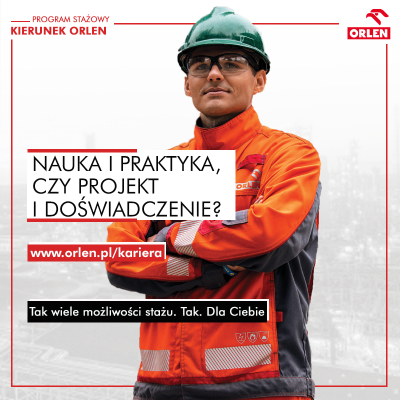 PROGRAM STAŻOWY
KIERUNEK ORLEN
ORLEN
NAUKA I PRAKTYKA,
CZY PROJEKT
I DOŚWIADCZENIE?
www.orlen.pl/kariera
Tak wiele możliwości stażu. Tak. Dla Ciebie